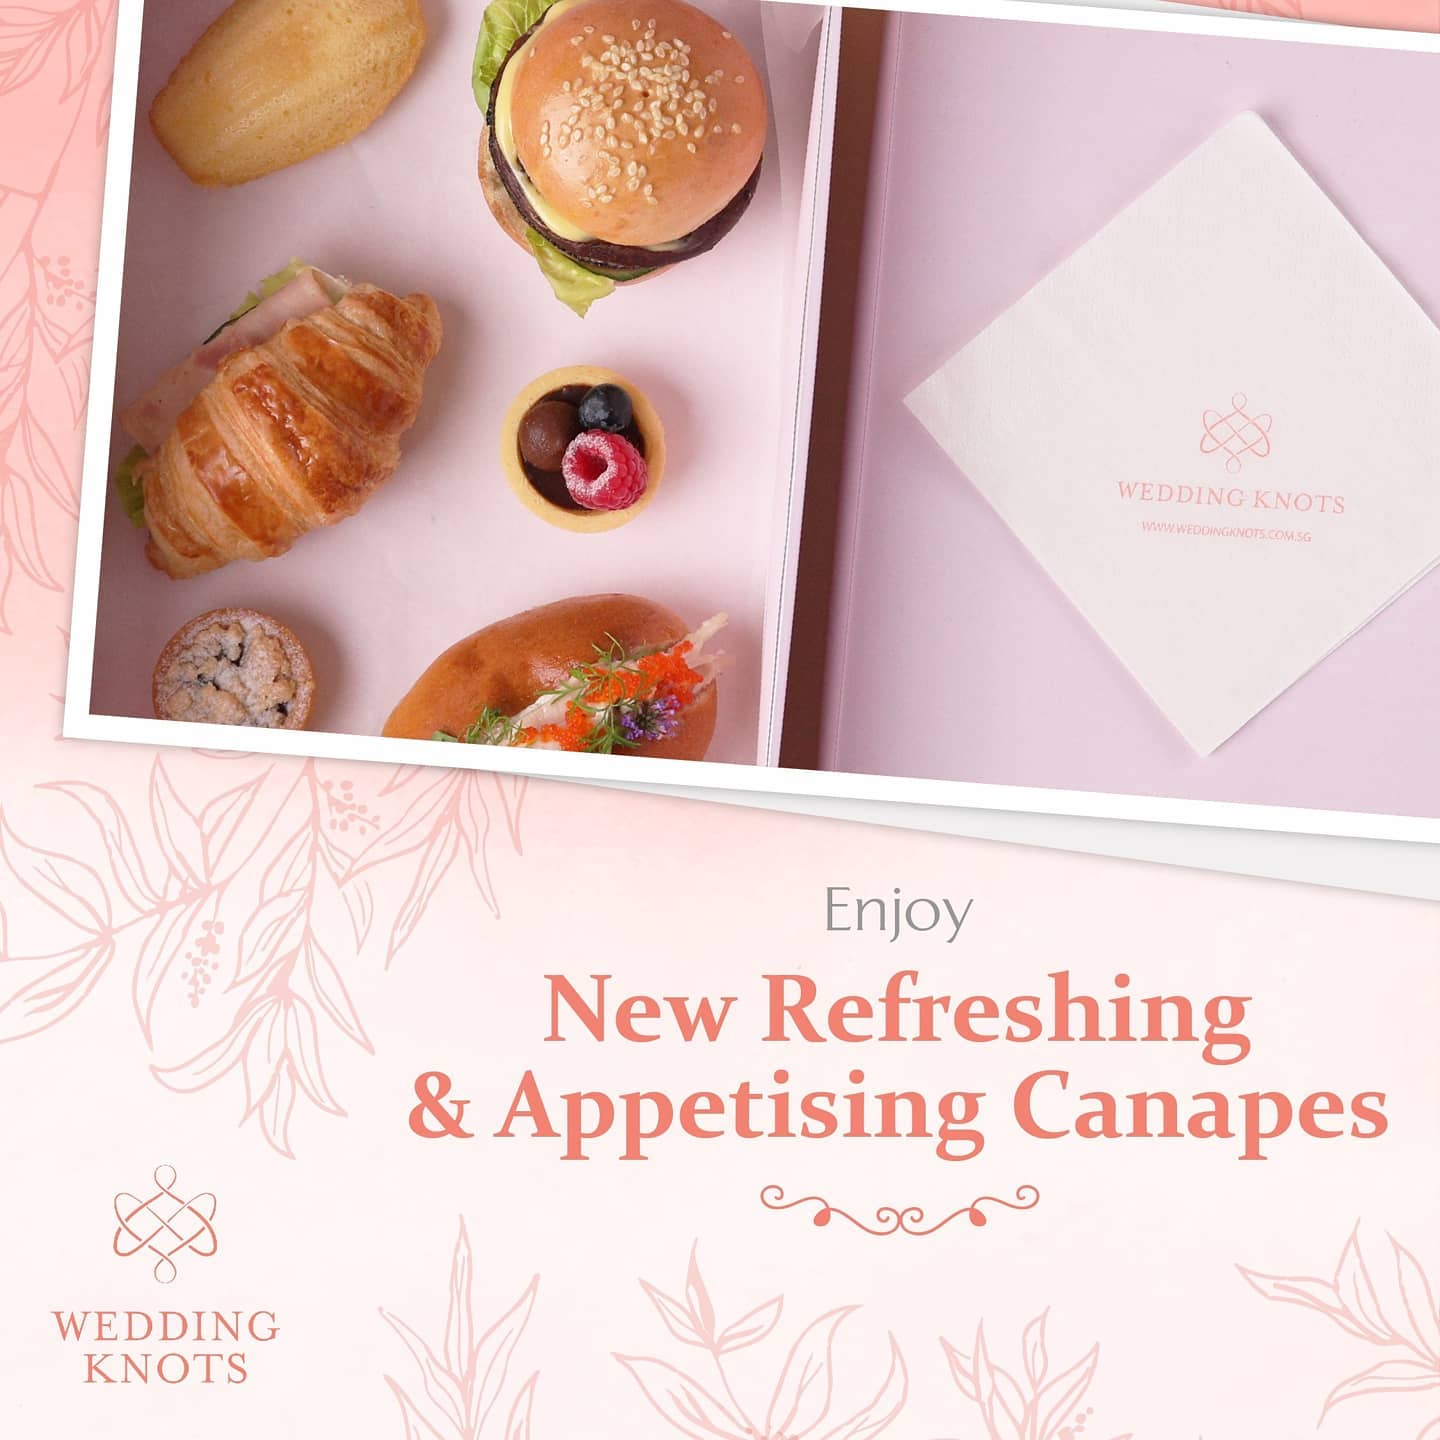 WEDDING KNOTS
WWW.WEDDINGKNOTS.COM.SG
Enjoy
New Refreshing
& Appetising Canapes
WEDDING
KNOTS